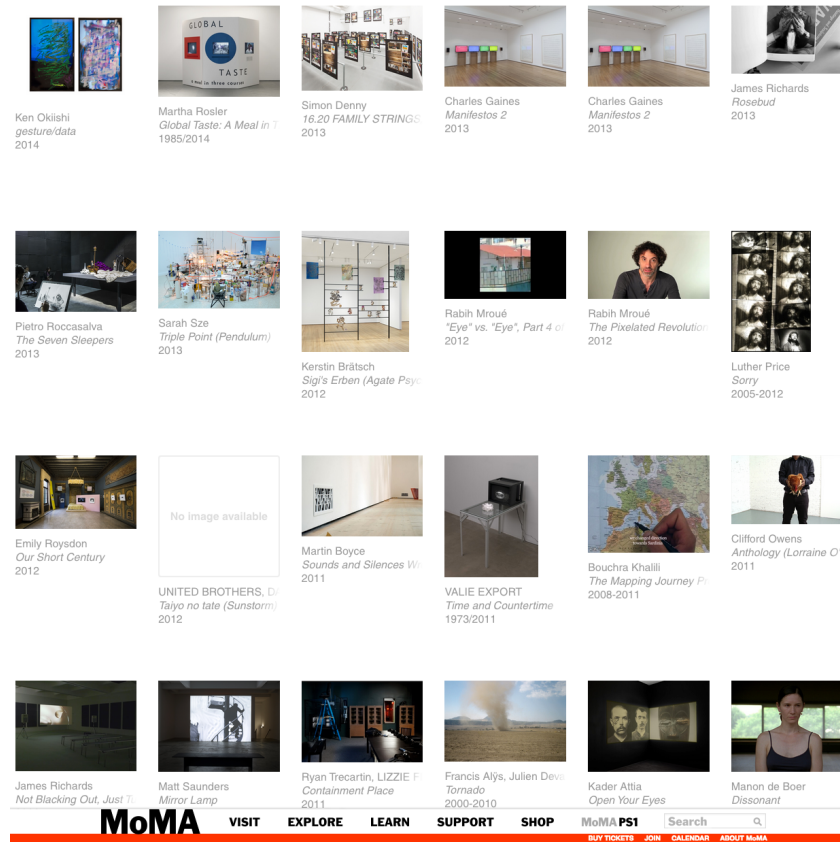 Ken Okiishi
gesture/data
2014
GLOBAL
TASTE
a meal in three courses
Martha Rosler
Global Taste: A Meal in T
1985/2014
Simon Denny
16.20 FAMILY STRINGS
2013
Charles Gaines
Manifestos 2
2013
Charles Gaines
Manifestos 2
2013
James Richards
Rosebud
2013
Pietro Roccasalva
The Seven Sleepers
2013
Sarah Sze
Triple Point (Pendulum)
2013
Kerstin Brätsch
Sigi's Erben (Agate Psyc
2012
Rabih Mroué
"Eye" vs. "Eye", Part 4 of
2012
Rabih Mroué
The Pixelated Revolution
2012
Luther Price
Sorry
2005-2012
Emily Roysdon
Our Short Century
2012
No image available
UNITED BROTHERS, DA
Taiyo no tate (Sunstorm)
2012
Martin Boyce
Sounds and Silences W
2011
VALIE EXPORT
Time and Countertime
1973/2011
Bouchra Khalili
The Mapping Journey P
2008-2011
Clifford Owens
Anthology (Lorraine O'
2011
James Richards
Not Blacking Out, Just T
Matt Saunders
Mirror Lamp
Ryan Trecartin, LIZZIE F
Containment Place
2011
Francis Alÿs, Julien Deva
Tornado
2000-2010
Kader Attia
Open Your Eyes
Manon de Boer
Dissonant
MoMA VISIT EXPLORE LEARN SUPPORT SHOP MoMA PS1 Search
BUY TICKETS JOIN CALENDAR ABOUT MoMA